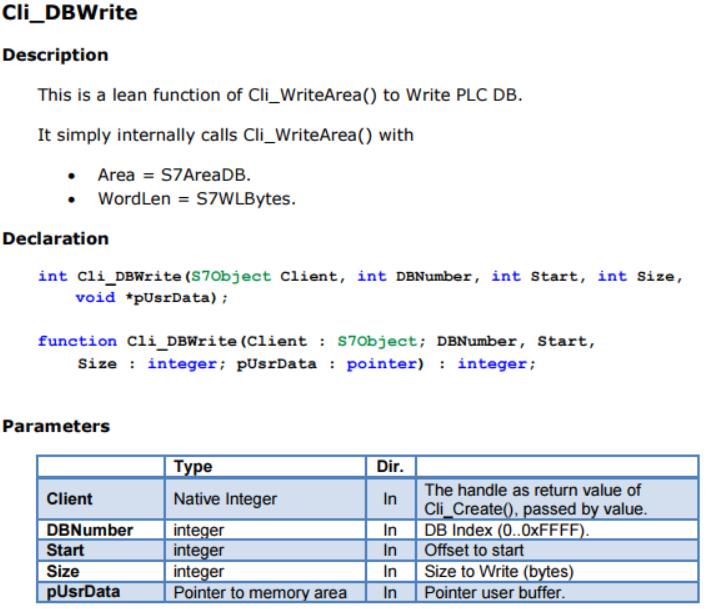 Cli_DBWrite
Description
This is a lean function of Cli_WriteArea() to Write PLC DB.
It simply internally calls Cli_WriteArea() with
• Area = S7AreaDB.
• WordLen = S7WLBytes.
Declaration
int Cli_DBWrite(S7Object Client, int DBNumber, int Start, int Size,
void *pUsrData);
function Cli_DBWrite(Client : S7Object; DBNumber, Start,
Size : integer; pUsrData : pointer) : integer;
Parameters
Type Dir.
Client Native Integer In The handle as return value of
Cli_Create(), passed by value.
DBNumber integer In DB Index (0..0xFFFF).
Start integer In Offset to start
Size integer In Size to Write (bytes)
pUsrData Pointer to memory area In Pointer user buffer.